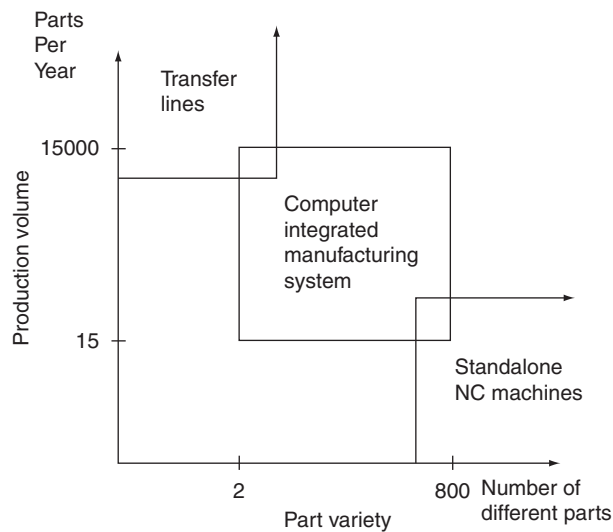 Parts
Per
Year
Transfer
lines
15000
Computer
integrated
manufacturing
system
Production volume
15
Standalone
NC machines
2
800
Number of
different parts
Part variety